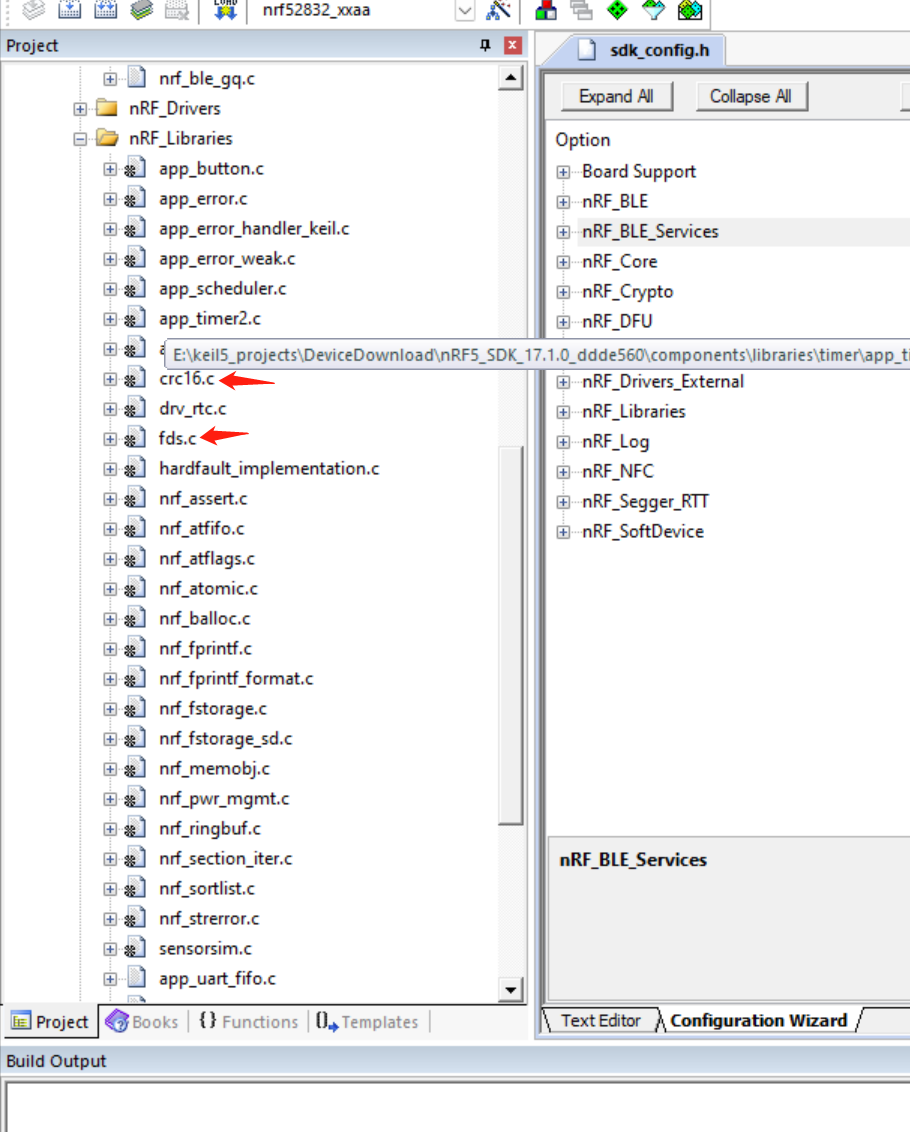 LOAD
nrf52832_xxaa
Project
sdk_config.h
nrf_ble_gq.c
nRF_Drivers
nRF_Libraries
app_button.c
app_error.c
app_error_handler_keil.c
app_error_weak.c
app_scheduler.c
app_timer2.c
E:\keil5_projects\DeviceDownload\nRF5_SDK_17.1.0_ddde560\components\libraries\timer\app_ti
crc16.c
drv_rtc.c
fds.c
hardfault_implementation.c
nrf_assert.c
nrf_atfifo.c
nrf_atflags.c
nrf_atomic.c
nrf_balloc.c
nrf_fprintf.c
nrf_fprintf_format.c
nrf_fstorage.c
nrf_fstorage_sd.c
nrf_memobj.c
nrf_pwr_mgmt.c
nrf_ringbuf.c
nrf_section_iter.c
nrf_sortlist.c
nrf_strerror.c
sensorsim.c
app_uart_fifo.c
Project
Books
Functions
Templates
Expand All
Collapse All
Option
Board Support
nRF_BLE
nRF_BLE_Services
nRF_Core
nRF_Crypto
nRF_DFU
nRF_Drivers_External
nRF_Libraries
nRF_Log
nRF_NFC
nRF_Segger_RTT
nRF_SoftDevice
nRF_BLE_Services
Text Editor
Configuration Wizard
Build Output